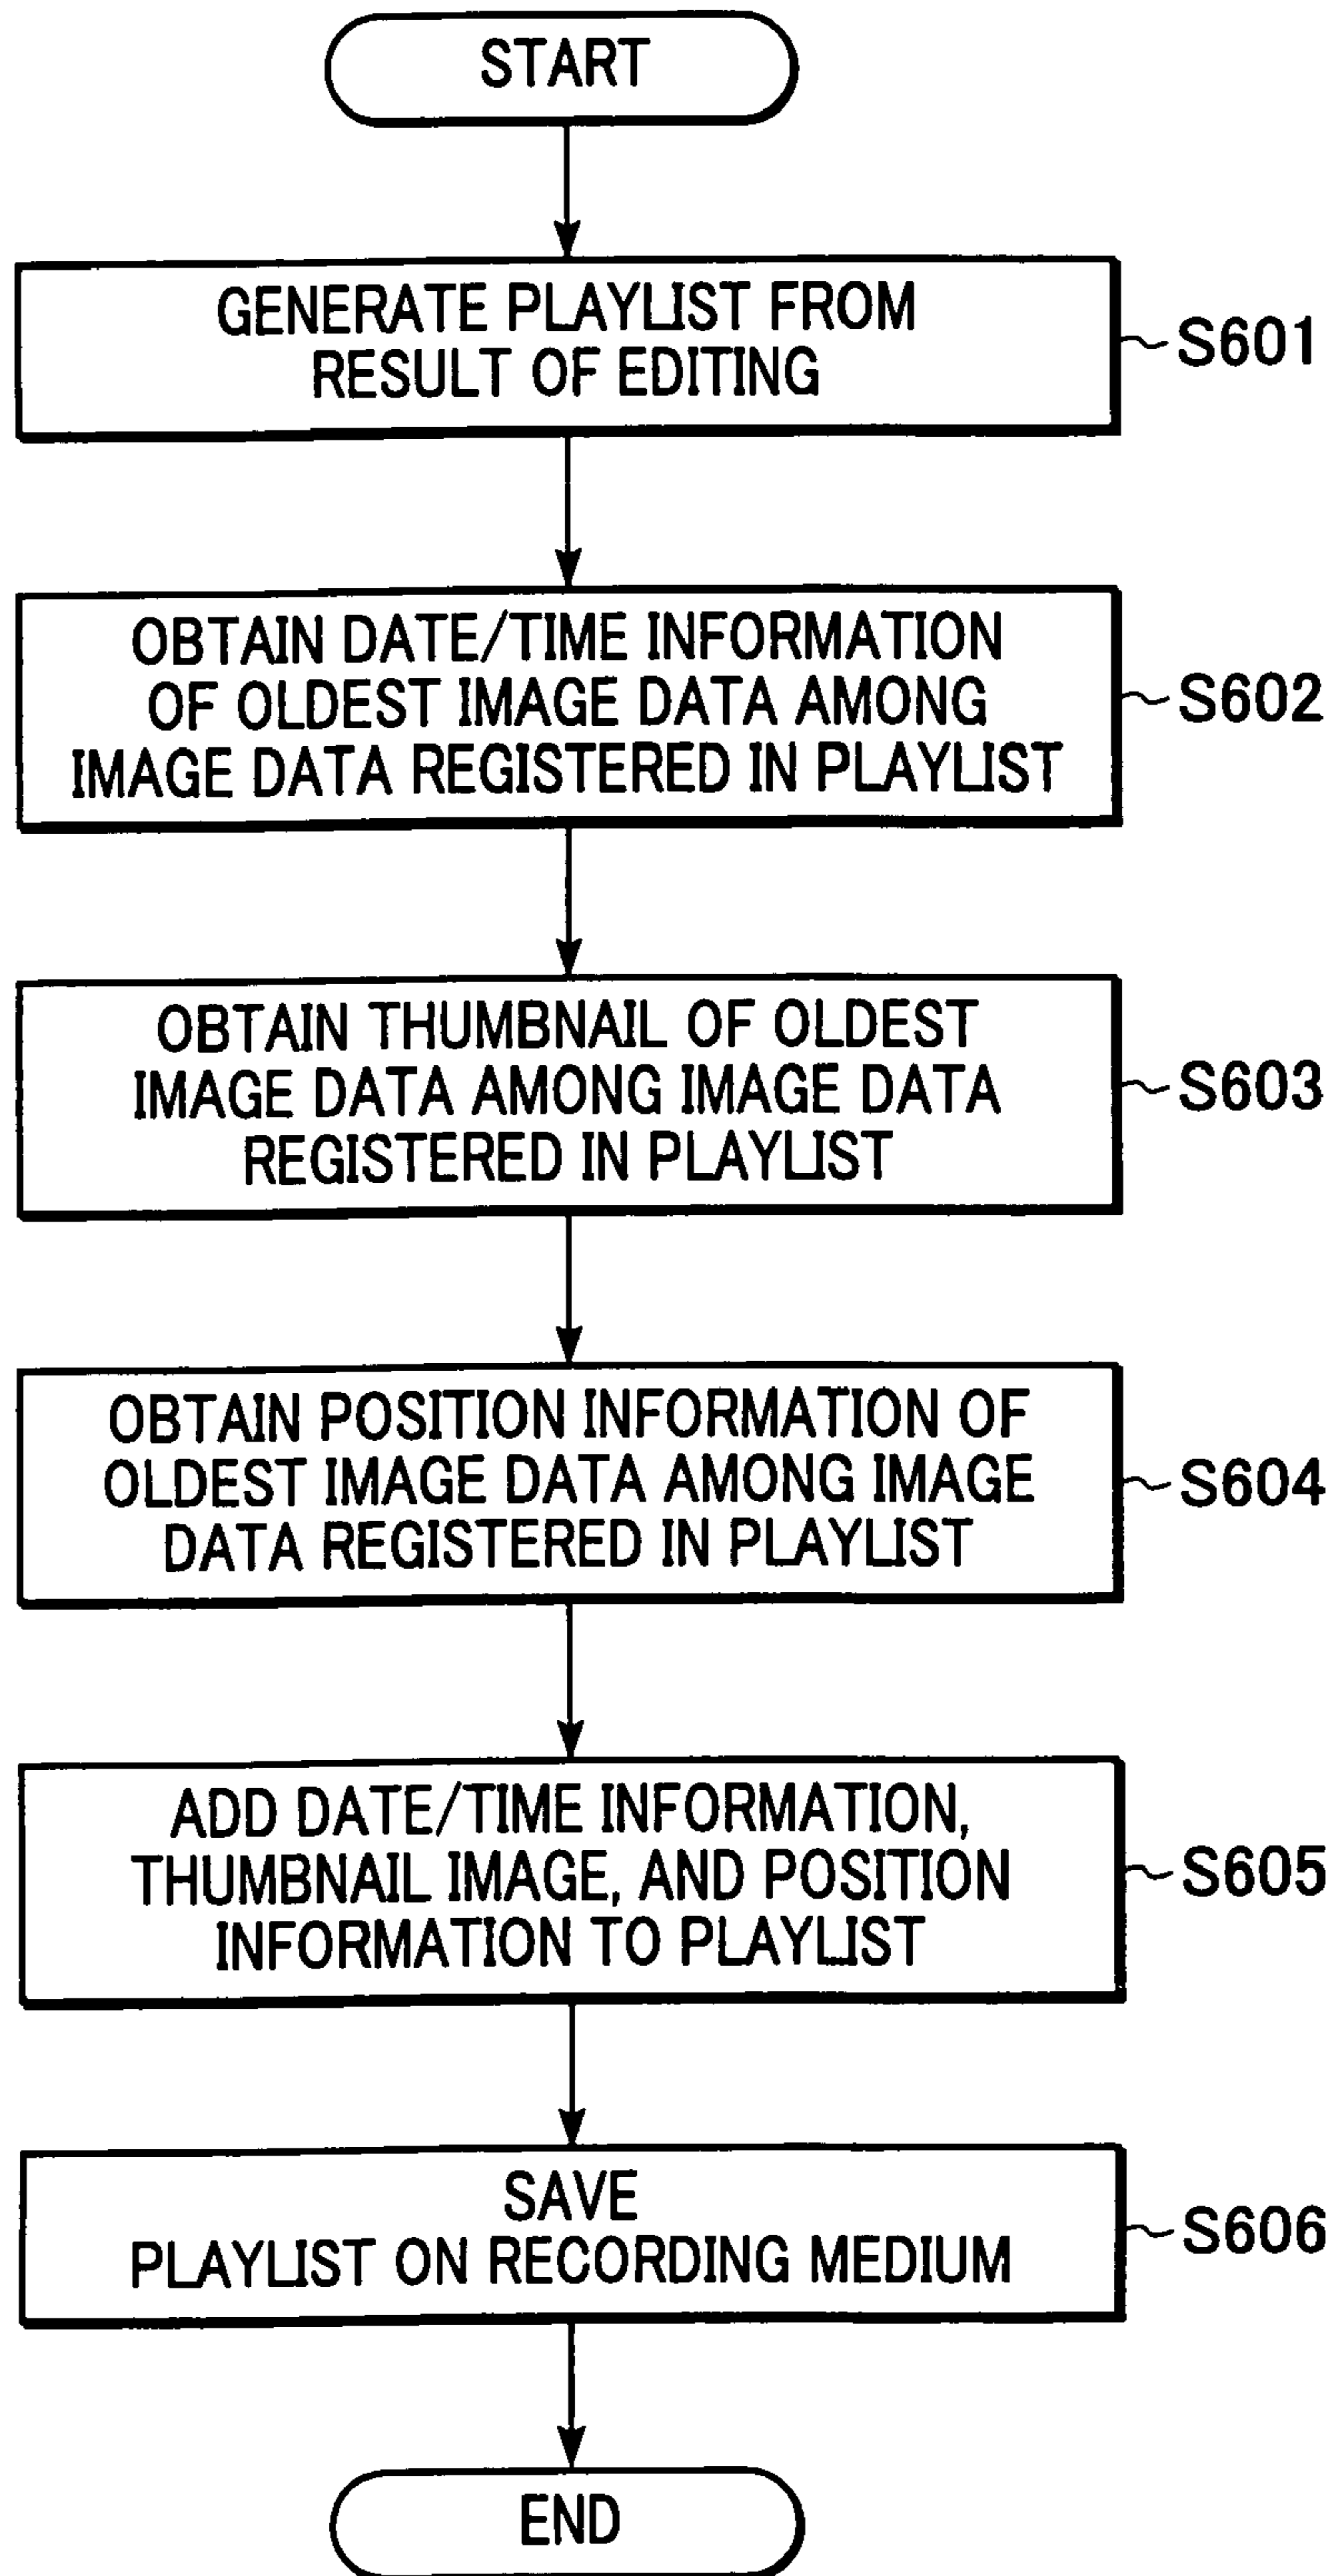 START
GENERATE PLAYLIST FROM
RESULT OF EDITING
S601
OBTAIN DATE/TIME INFORMATION
OF OLDEST IMAGE DATA AMONG
IMAGE DATA REGISTERED IN PLAYLIST
S602
OBTAIN THUMBNAIL OF OLDEST
IMAGE DATA AMONG IMAGE DATA
REGISTERED IN PLAYLIST
S603
OBTAIN POSITION INFORMATION OF
OLDEST IMAGE DATA AMONG IMAGE
DATA REGISTERED IN PLAYLIST
S604
ADD DATE/TIME INFORMATION,
THUMBNAIL IMAGE, AND POSITION
INFORMATION TO PLAYLIST
S605
SAVE
PLAYLIST ON RECORDING MEDIUM
S606
END